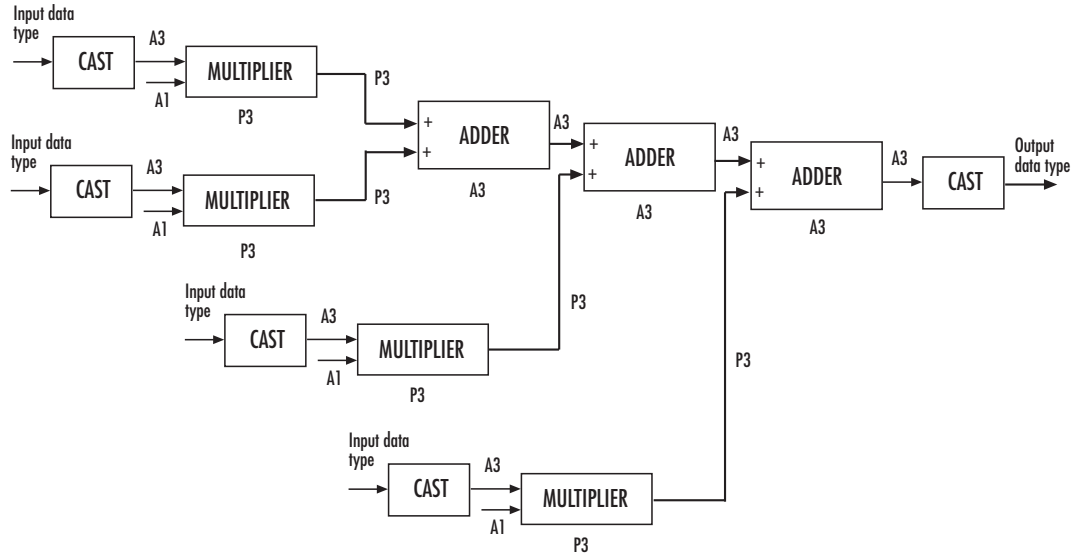 Input data
type
CAST
A3
A1
MULTIPLIER
P3
P3
Input data
type
CAST
A3
A1
MULTIPLIER
P3
P3
+
+
ADDER
A3
A3
Input data
type
CAST
A3
A1
MULTIPLIER
P3
P3
+
+
ADDER
A3
A3
Input data
type
CAST
A3
A1
MULTIPLIER
P3
P3
+
+
ADDER
A3
A3
CAST
Output
data type